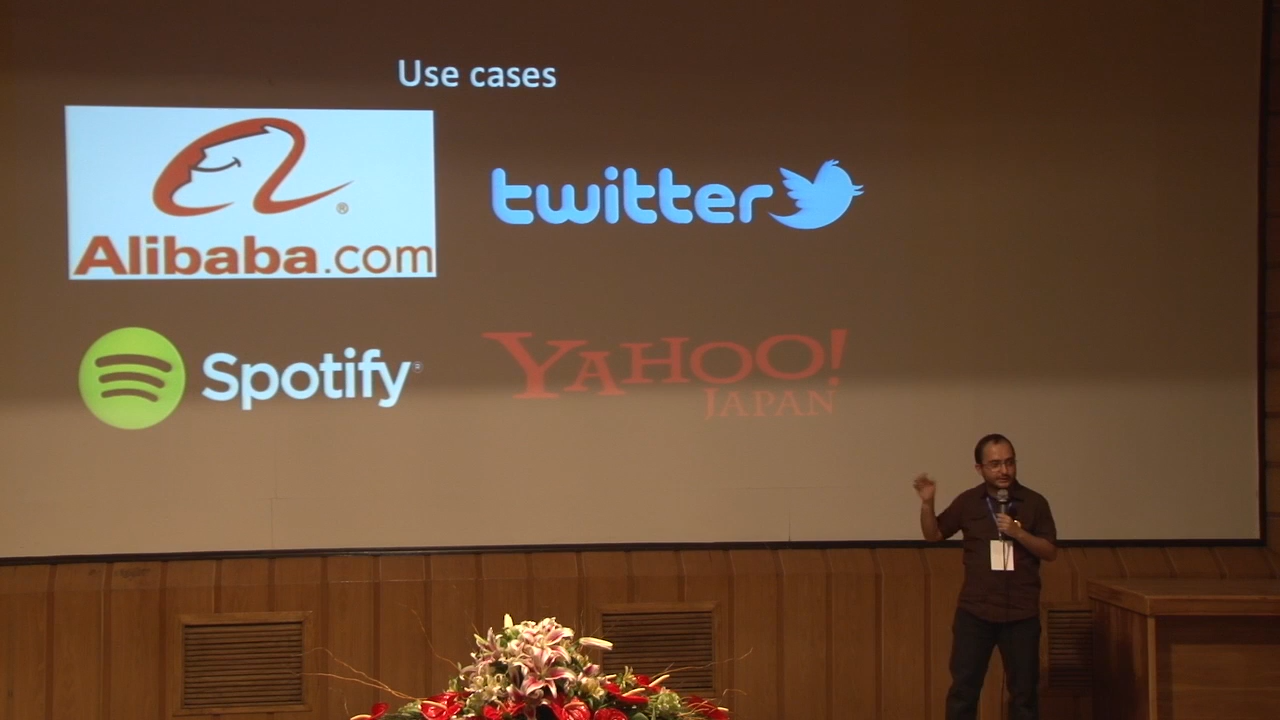 Use cases
Alibaba.com
twitter
Spotify
YAHOO!
JAPAN